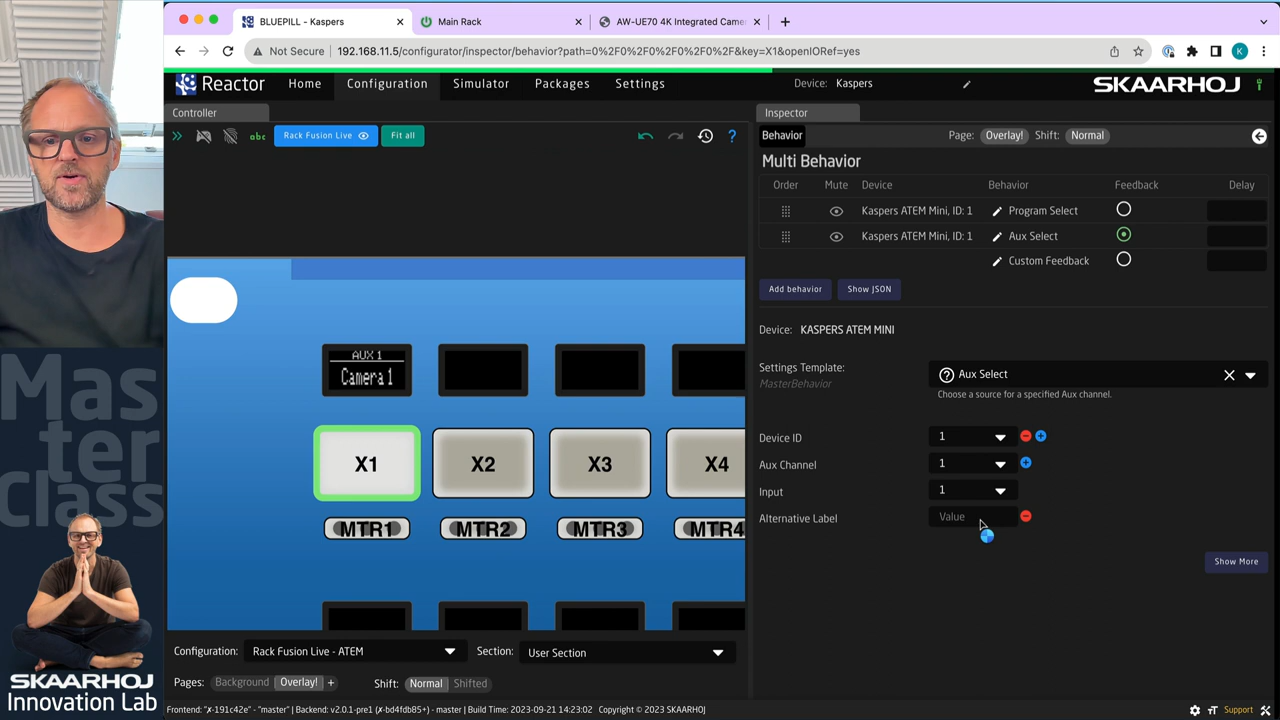 BLUEPILL - Kaspers
Main Rack
AW-UE70 4K Integrated Came
Not Secure 192.168.11.5/configurator/inspector/behavior?path=0%2F0%2F0%2F0%2F0%2F&key=X1&openIORef=yes
K
Reactor Home Configuration Simulator Packages Settings Device: Kaspers SKAARHOJ
Controller
Inspector
abc Rack Fusion Live Fit all ?
Behavior Page: Overlay! Shift: Normal
Multi Behavior
Order Mute Device Behavior Feedback Delay
Kaspers ATEM Mini, ID: 1 Program Select
Kaspers ATEM Mini, ID: 1 Aux Select
Custom Feedback
Add behavior Show JSON
Device: KASPERS ATEM MINI
Settings Template: ? Aux Select
MasterBehavior
Choose a source for a specified Aux channel.
Device ID 1
Aux Channel 1
Input 1
Alternative Label Value
Show More
AUX 1
Camera1
X1 X2 X3 X4
MTR1 MTR2 MTR3 MTR4
Configuration: Rack Fusion Live - ATEM Section: User Section
Pages: Background Overlay! + Shift: Normal Shifted
Frontend: "✗-191c42e" - "master" | Backend: v2.0.1-pre1 (✗-bd4fdb85+) - master | Build Time: 2023-09-21 14:23:02 Copyright © 2023 SKAARHOJ
Support
Mas
ter
Class
SKAARHOJ
Innovation Lab